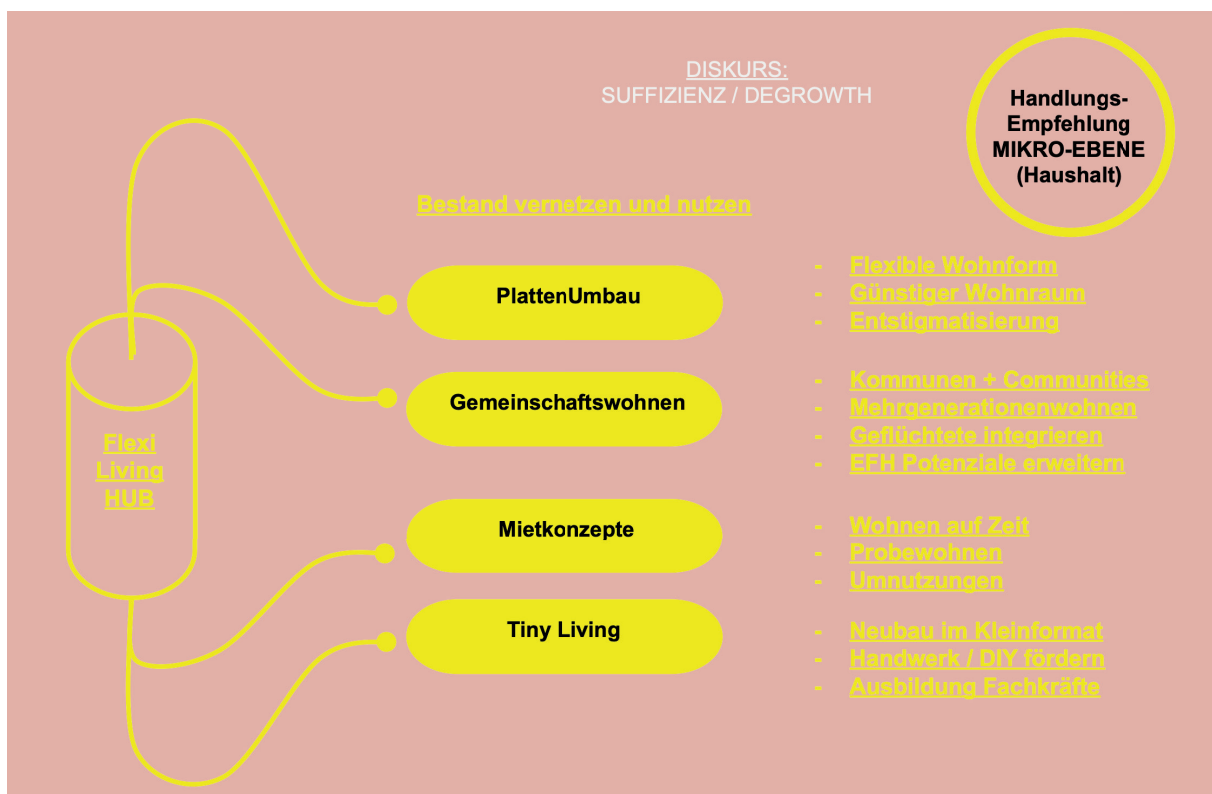 DISKURS:
SUFFIZIENZ / DEGROWTH
Handlungs-
Empfehlung
MIKRO-EBENE
(Haushalt)
Bestand vernetzen und nutzen
Flexi
Living
HUB
PlattenUmbau
- Flexible Wohnform
- Günstiger Wohnraum
- Entstigmatisierung
Gemeinschaftswohnen
- Kommunen + Communities
- Mehrgenerationenwohnen
- Geflüchtete integrieren
- EFH Potenziale erweitern
Mietkonzepte
- Wohnen auf Zeit
- Probewohnen
- Umnutzungen
Tiny Living
- Neubau im Kleinformat
- Handwerk / DIY fördern
- Ausbildung Fachkräfte